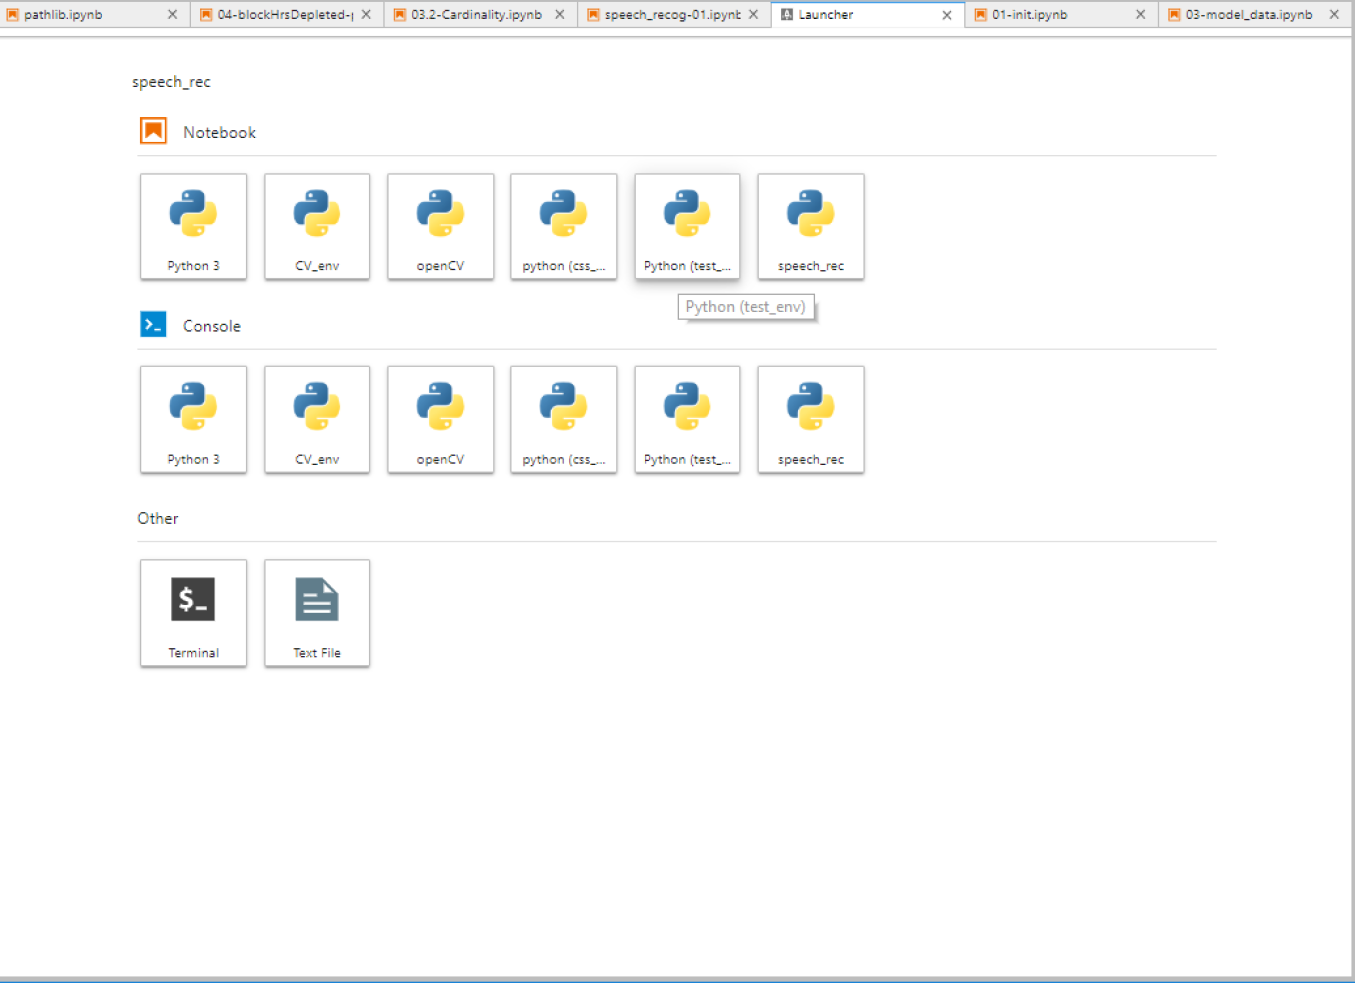 pathlib.ipynb 04-blockHrsDepleted- 03.2-Cardinality.ipynb speech_recog-01.ipynb Launcher 01-init.ipynb 03-model_data.ipynb
speech_rec
Notebook
Python 3 CV_env openCV python (css_... Python (test_... speech_rec
Python (test_env)
>_ Console
Python 3 CV_env openCV python (css_... Python (test_... speech_rec
Other
$_
Terminal Text File